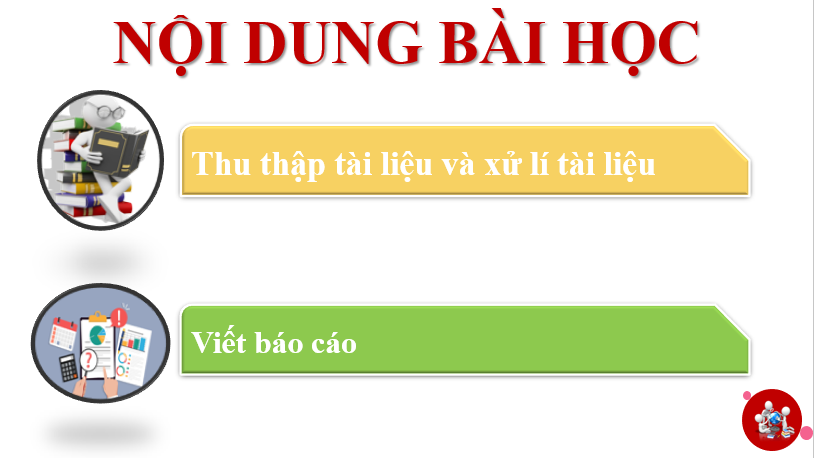 NỘI DUNG BÀI HỌC
Thu thập tài liệu và xử lí tài liệu
Viết báo cáo